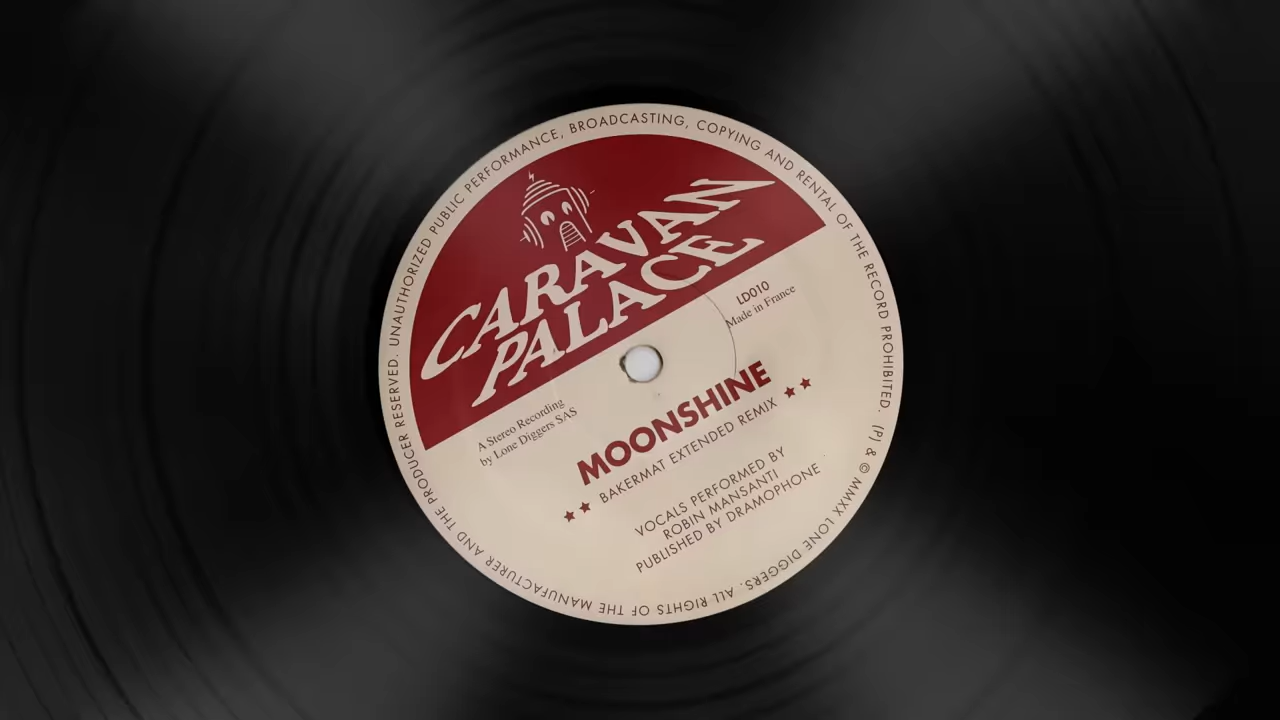 CARAVAN
PALACE
LD010
Made in France
A Stereo Recording
by Lone Diggers SAS
MOONSHINE
★★ BAKERMAT EXTENDED REMIX ★★
VOCALS PERFORMED BY
ROBIN MANSANTI
PUBLISHED BY DRAMOPHONE
(P) & © MMXX LONE DIGGERS. ALL RIGHTS OF THE MANUFACTURER AND THE PRODUCER RESERVED. UNAUTHORIZED PUBLIC PERFORMANCE, BROADCASTING, COPYING AND RENTAL OF THE RECORD PROHIBITED.